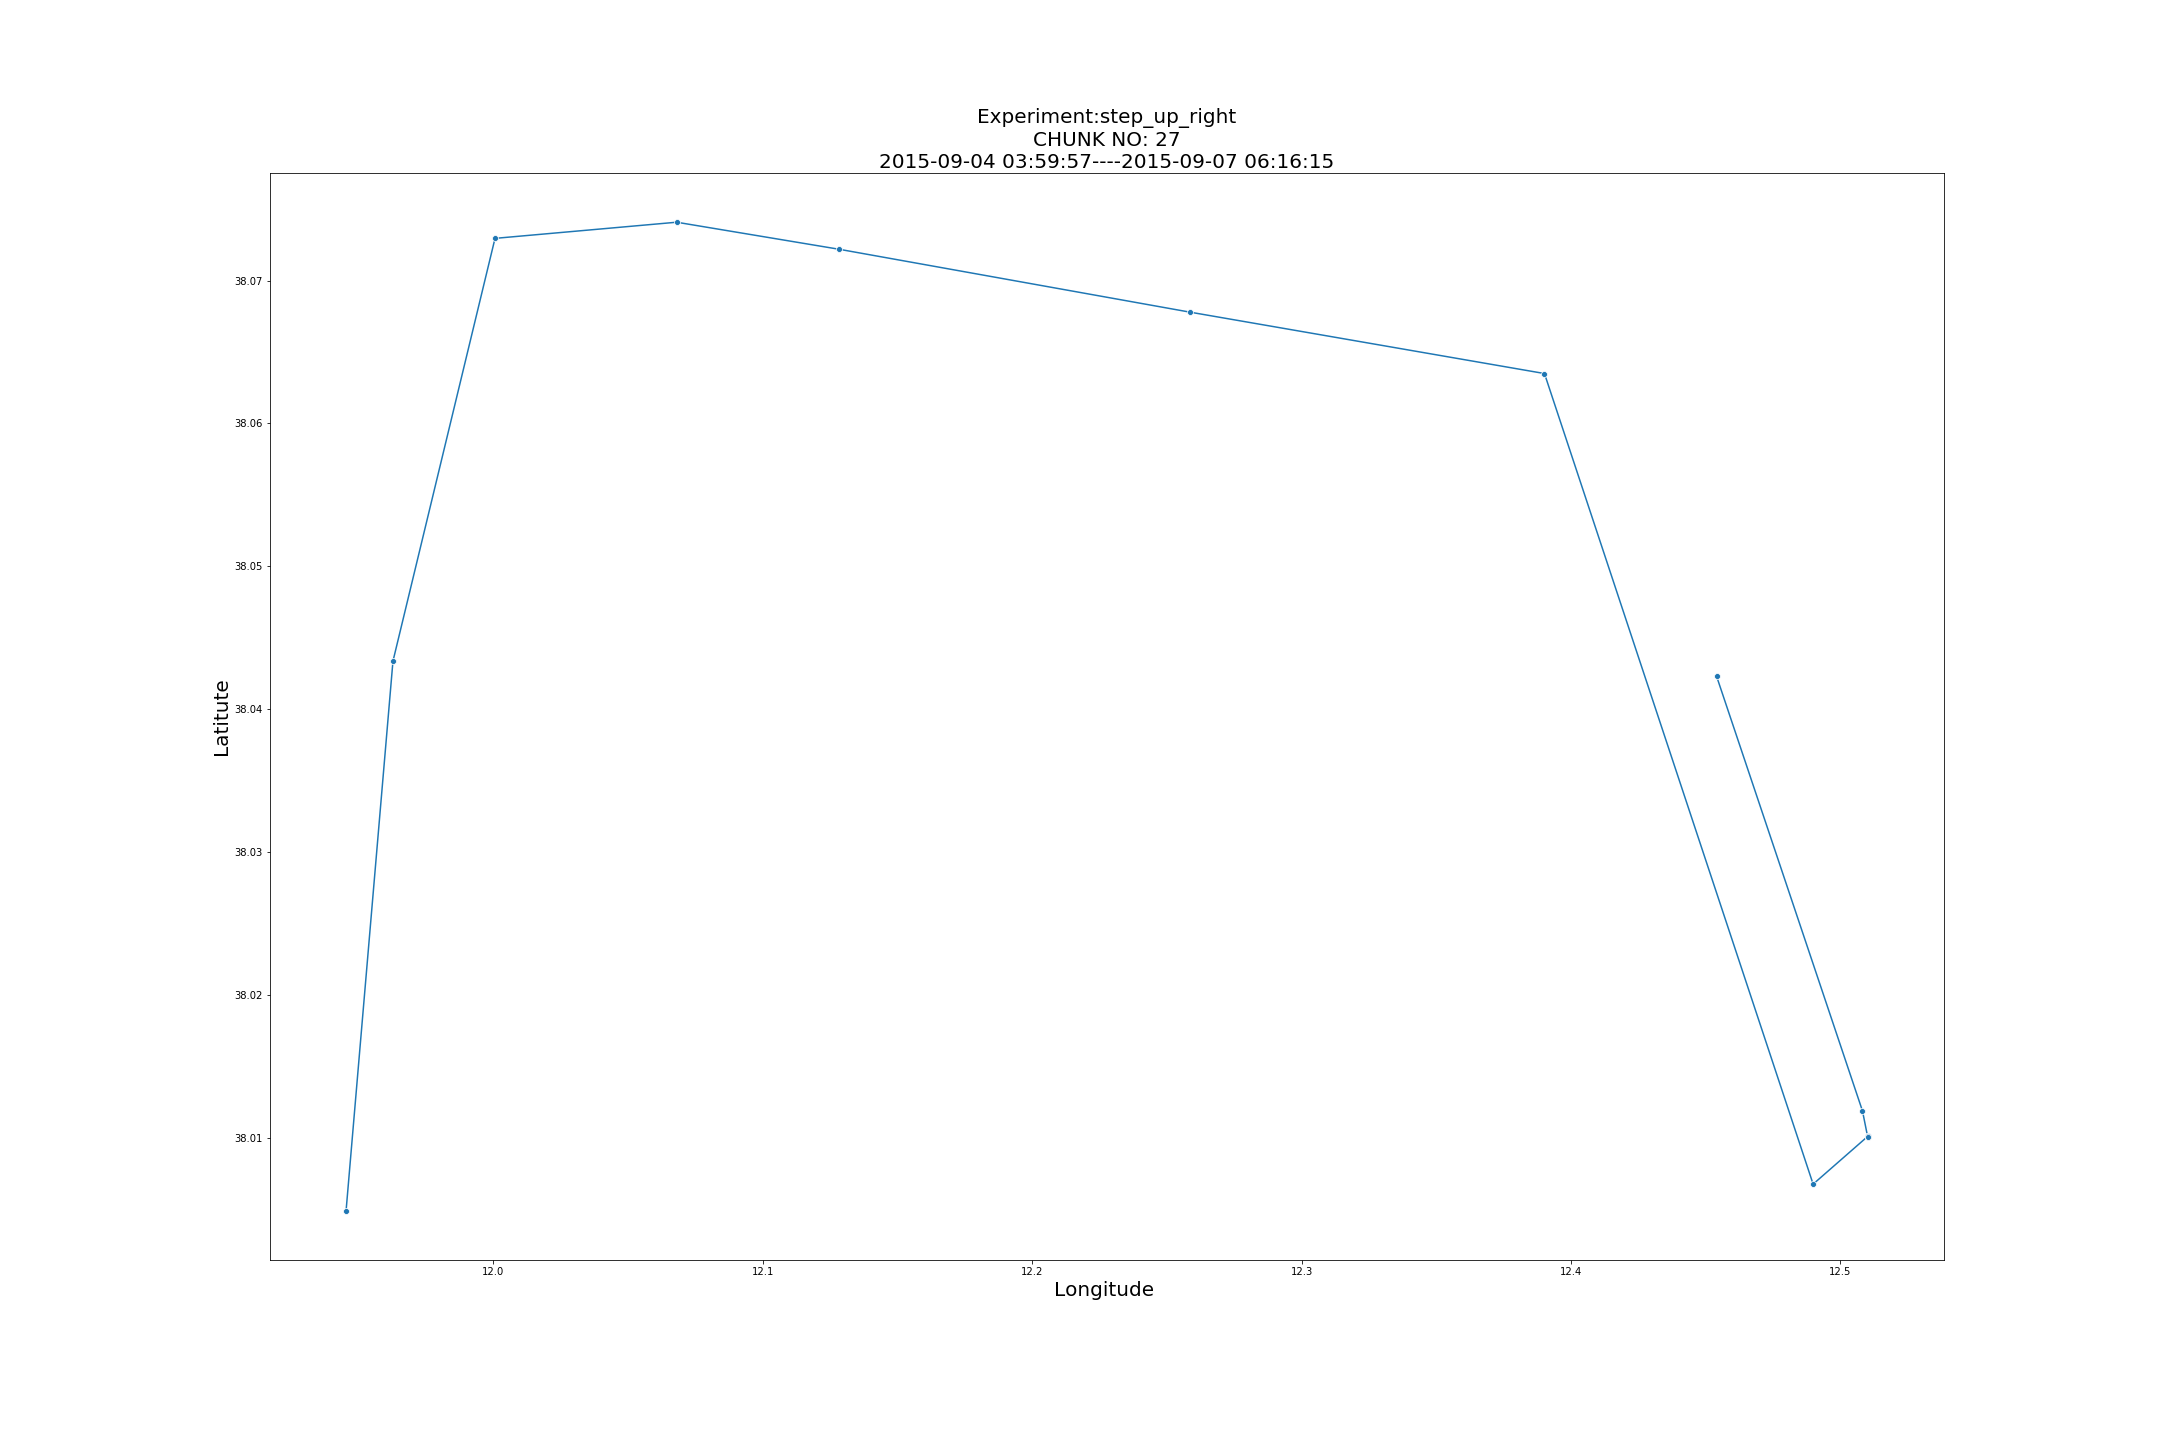 Experiment:step_up_right
CHUNK NO: 27
2015-09-04 03:59:57----2015-09-07 06:16:15
38.07
38.06
38.05
38.04
38.03
38.02
38.01
Latitute
12.0 12.1 12.2 12.3 12.4 12.5
Longitude